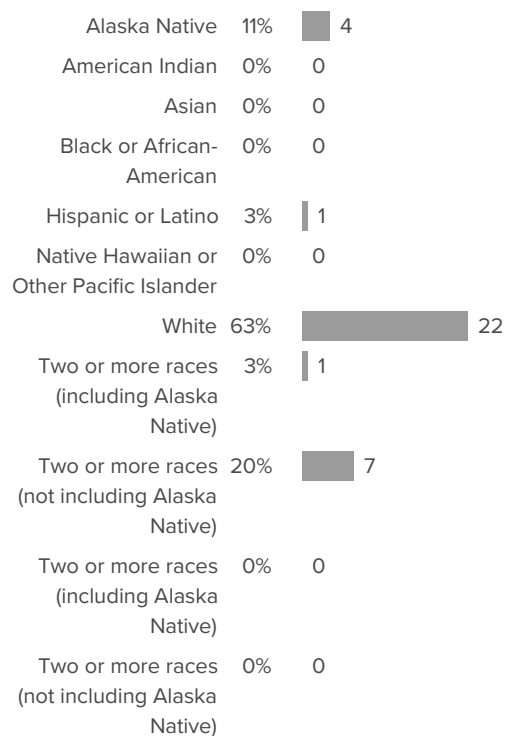 Alaska Native 11% 4
American Indian 0% 0
Asian 0% 0
Black or African- 0% 0
American
Hispanic or Latino 3% 1
Native Hawaiian or 0% 0
Other Pacific Islander
White 63% 22
Two or more races 3% 1
(including Alaska
Native)
Two or more races 20% 7
(not including Alaska
Native)
Two or more races 0% 0
(including Alaska
Native)
Two or more races 0% 0
(not including Alaska
Native)